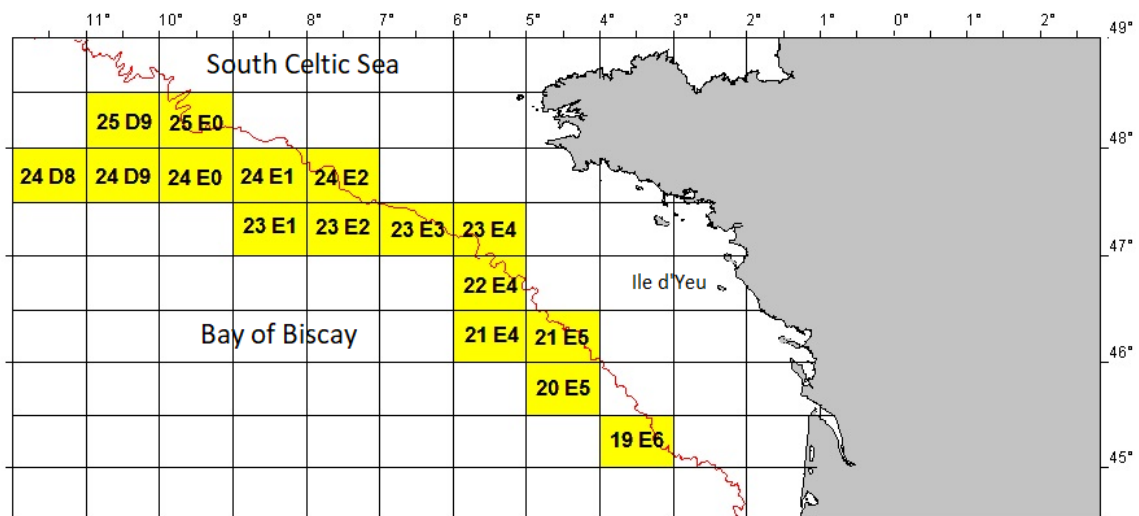 11° 10° 9° 8° 7° 6° 5° 4° 3° 2° 1° 0° 1° 2°
49°
South Celtic Sea
25 D9 25 E0
48°
24 D8 24 D9 24 E0 24 E1 24 E2
23 E1 23 E2 23 E3 23 E4
47°
22 E4 Ile d'Yeu
Bay of Biscay 21 E4 21 E5
46°
20 E5
19 E6
45°